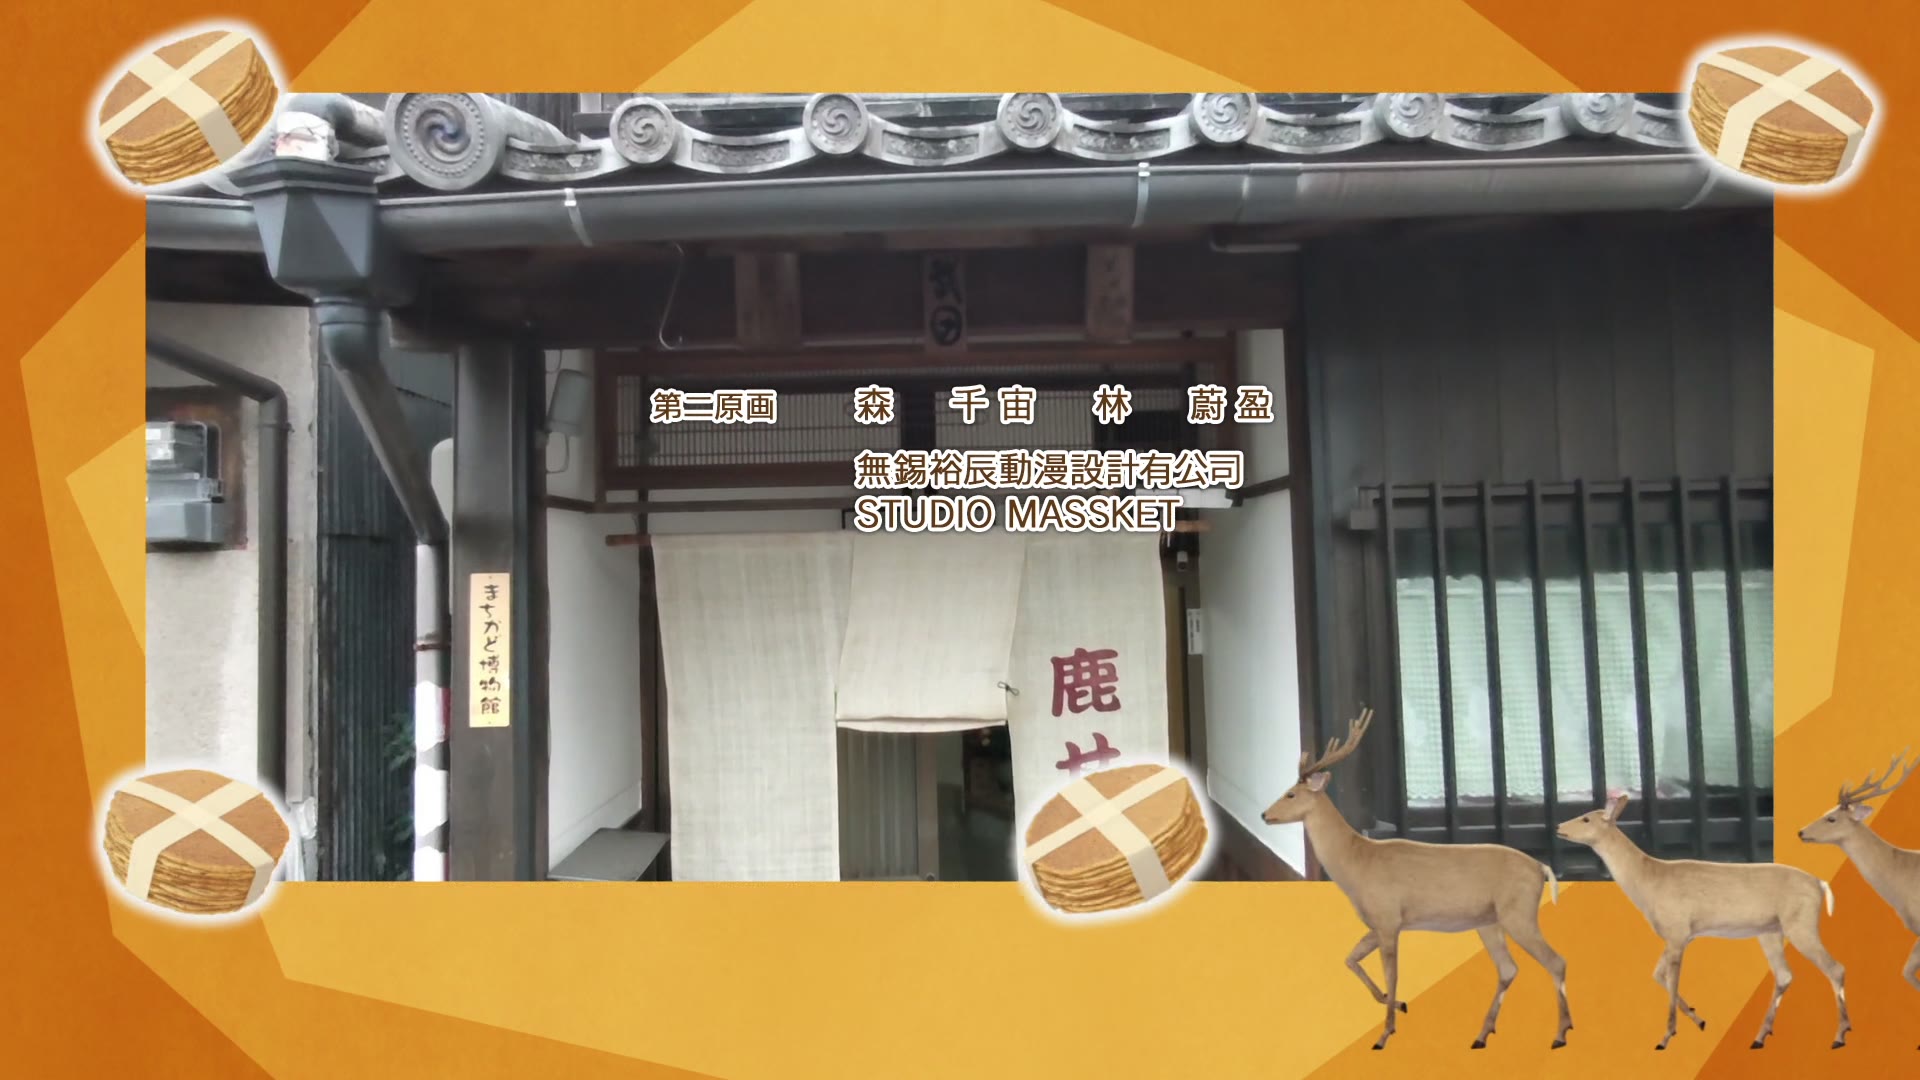 第二原画 森 千宙 林 蔚盈
無錫裕辰動漫設計有公司
STUDIO MASSKET
まちかど博物館
鹿